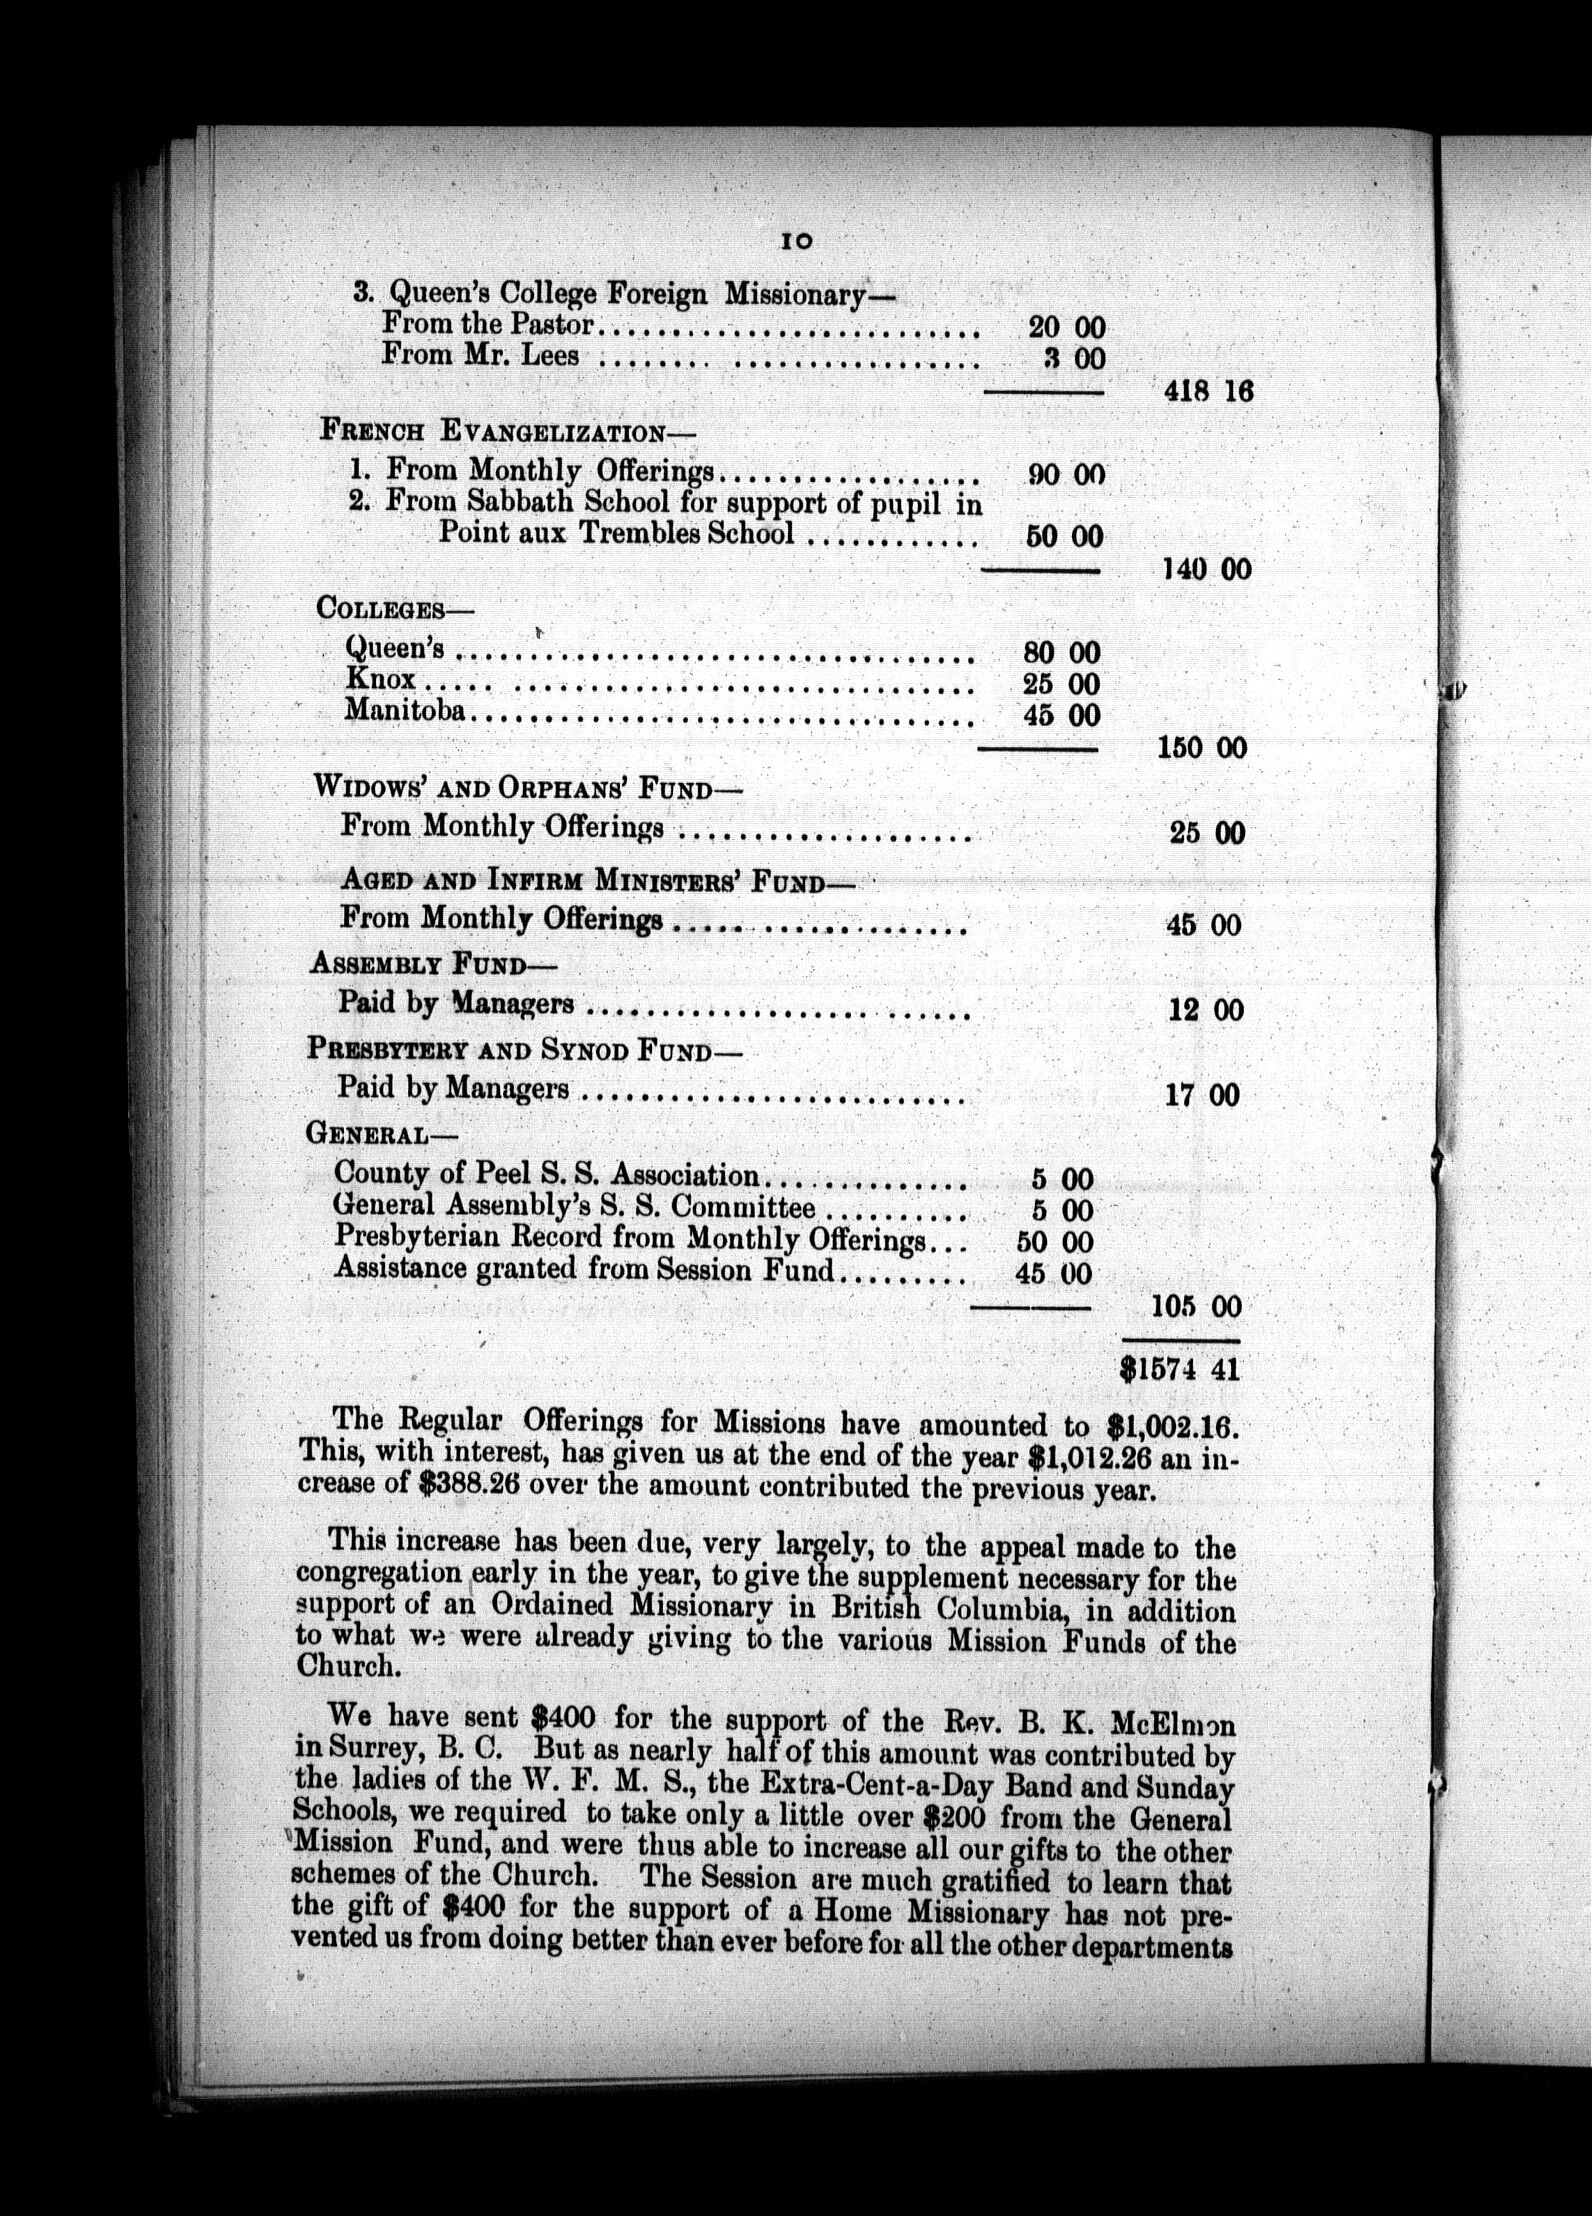 10
3. Queen's College Foreign Missionary—
From the Pastor.......................... 20 00
From Mr. Lees ........ ................. 3 00
418 16
FRENCH EVANGELIZATION—
1. From Monthly Offerings.................. 90 00
2. From Sabbath School for support of pupil in
Point aux Trembles School ............ 50 00
140 00
COLLEGES—
Queen's ................................... 80 00
Knox..... ............................... 25 00
Manitoba.................................. 45 00
150 00
WIDOWS' AND ORPHANS' FUND—
From Monthly Offerings .................... 25 00
AGED AND INFIRM MINISTERS' FUND—
From Monthly Offerings ..... .............. 45 00
ASSEMBLY FUND—
Paid by Managers ................... ...... 12 00
PRESBYTERY AND SYNOD FUND—
Paid by Managers .......................... 17 00
GENERAL—
County of Peel S. S. Association.............. 5 00
General Assembly's S. S. Committee .......... 5 00
Presbyterian Record from Monthly Offerings... 50 00
Assistance granted from Session Fund......... 45 00
105 00
$1574 41
The Regular Offerings for Missions have amounted to $1,002.16.
This, with interest, has given us at the end of the year $1,012.26 an in-
crease of $388.26 over the amount contributed the previous year.
This increase has been due, very largely, to the appeal made to the
congregation early in the year, to give the supplement necessary for the
support of an Ordained Missionary in British Columbia, in addition
to what we were already giving to the various Mission Funds of the
Church.
We have sent $400 for the support of the Rev. B. K. McElmon
in Surrey, B. C. But as nearly half of this amount was contributed by
the ladies of the W. F. M. S., the Extra-Cent-a-Day Band and Sunday
Schools, we required to take only a little over $200 from the General
Mission Fund, and were thus able to increase all our gifts to the other
schemes of the Church. The Session are much gratified to learn that
the gift of $400 for the support of a Home Missionary has not pre-
vented us from doing better than ever before for all the other departments